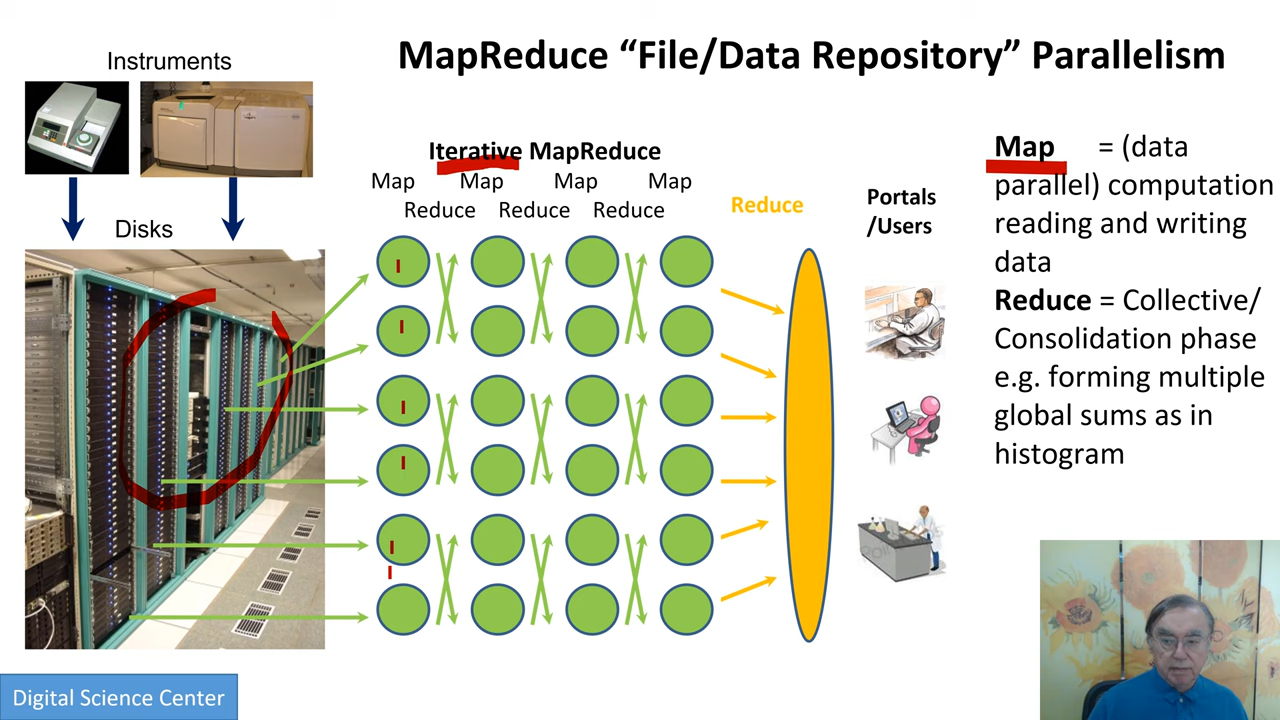 MapReduce “File/Data Repository” Parallelism
Instruments
Disks
Iterative MapReduce
Map Map Map Map
Reduce Reduce Reduce
Reduce
Portals
/Users
Map = (data
parallel) computation
reading and writing
data
Reduce = Collective/
Consolidation phase
e.g. forming multiple
global sums as in
histogram
Digital Science Center